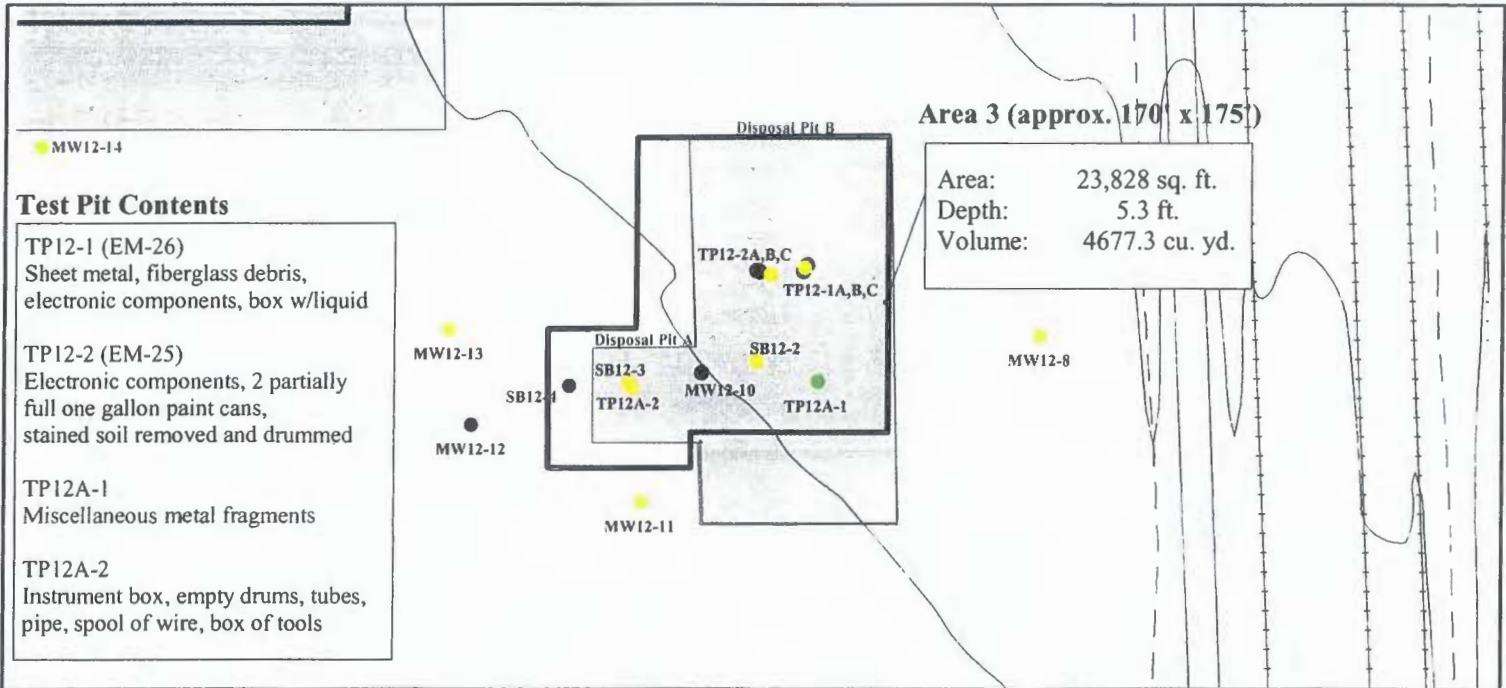 MW12-14
Test Pit Contents
TP12-1 (EM-26)
Sheet metal, fiberglass debris,
electronic components, box w/liquid
TP12-2 (EM-25)
Electronic components, 2 partially
full one gallon paint cans,
stained soil removed and drummed
TP12A-1
Miscellaneous metal fragments
TP12A-2
Instrument box, empty drums, tubes,
pipe, spool of wire, box of tools
MW12-13
MW12-12
MW12-11
Disposal Pit B
TP12-2A,B,C
TP12-1A,B,C
Disposal Pit A
SB12-2
SB12-3
SB12-4
TP12A-2
MW12-10
TP12A-1
Area 3 (approx. 170' x 175')
Area: 23,828 sq. ft.
Depth: 5.3 ft.
Volume: 4677.3 cu. yd.
MW12-8